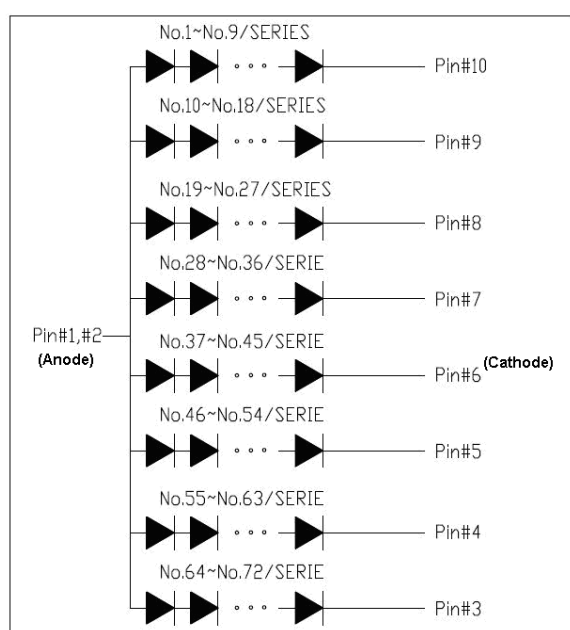 No.1~No.9/SERIES
Pin#10
No.10~No.18/SERIES
Pin#9
No.19~No.27/SERIES
Pin#8
No.28~No.36/SERIE
Pin#7
Pin#1,#2
(Anode)
No.37~No.45/SERIE
Pin#6 (Cathode)
No.46~No.54/SERIE
Pin#5
No.55~No.63/SERIE
Pin#4
No.64~No.72/SERIE
Pin#3